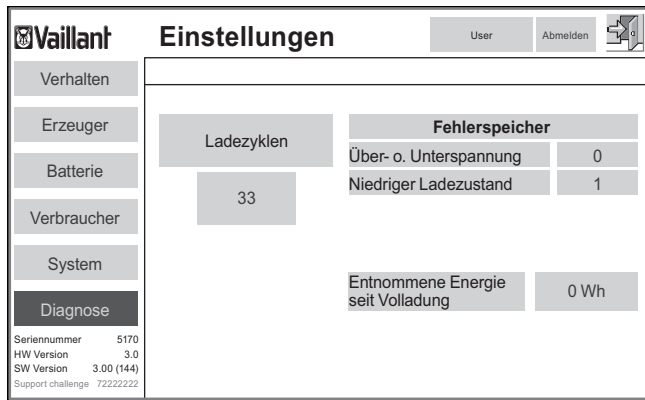 Vaillant
Einstellungen
User
Abmelden
Verhalten
Erzeuger
Batterie
Verbraucher
System
Diagnose
Seriennummer 5170
HW Version 3.0
SW Version 3.00 (144)
Support challenge 72222222
Ladezyklen
33
Fehlerspeicher
Über- o. Unterspannung 0
Niedriger Ladezustand 1
Entnommene Energie
seit Volladung
0 Wh